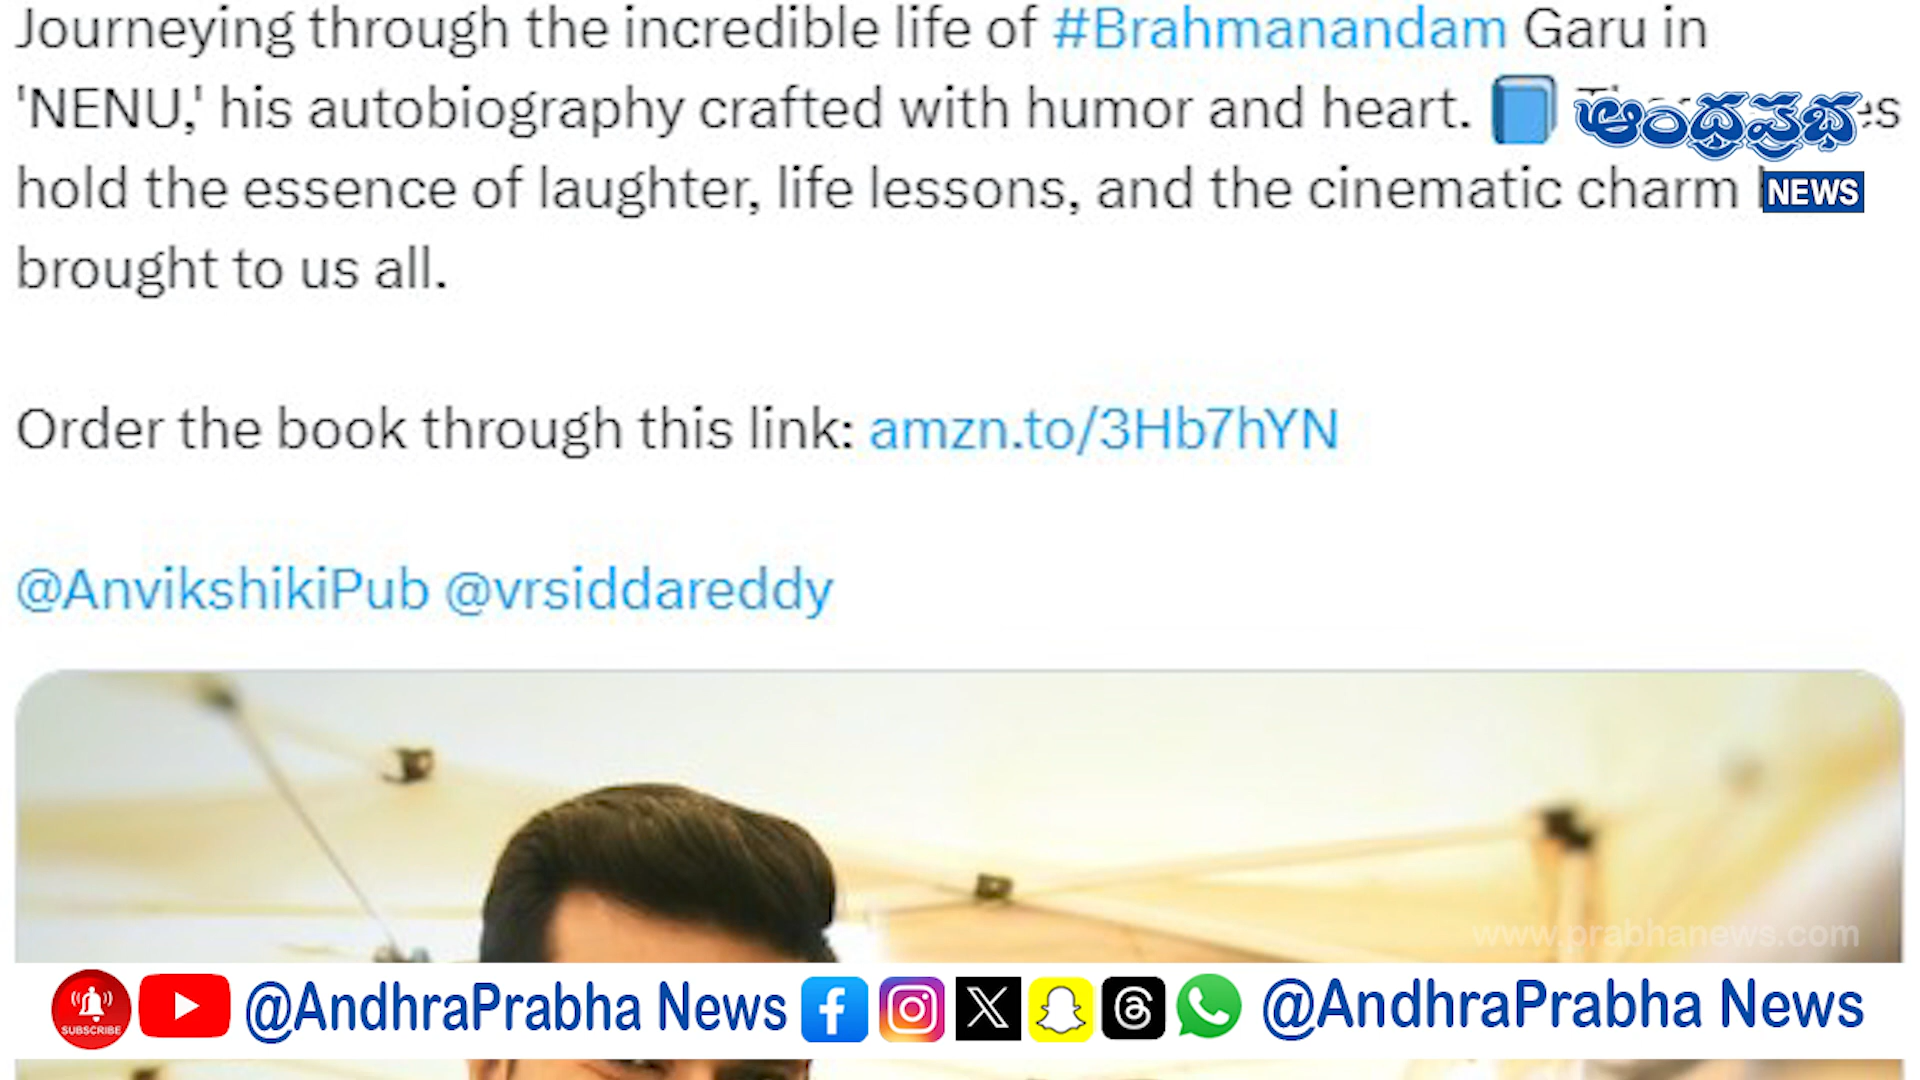 Journeying through the incredible life of #Brahmanandam Garu in
'NENU,' his autobiography crafted with humor and heart.
ఆంధ్రప్రభ
NEWS
hold the essence of laughter, life lessons, and the cinematic charm
brought to us all.
Order the book through this link: amzn.to/3Hb7hYN
@AnvikshikiPub @vrsiddareddy
www.prabhanews.com
SUBSCRIBE @AndhraPrabha News @AndhraPrabha News